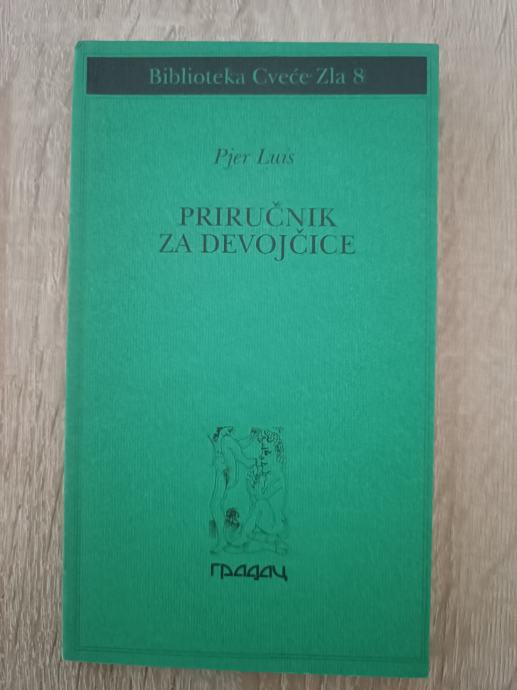 Biblioteka Cveće Zla 8
Pjer Luis
PRIRUČNIK
ZA DEVOJČICE
градац